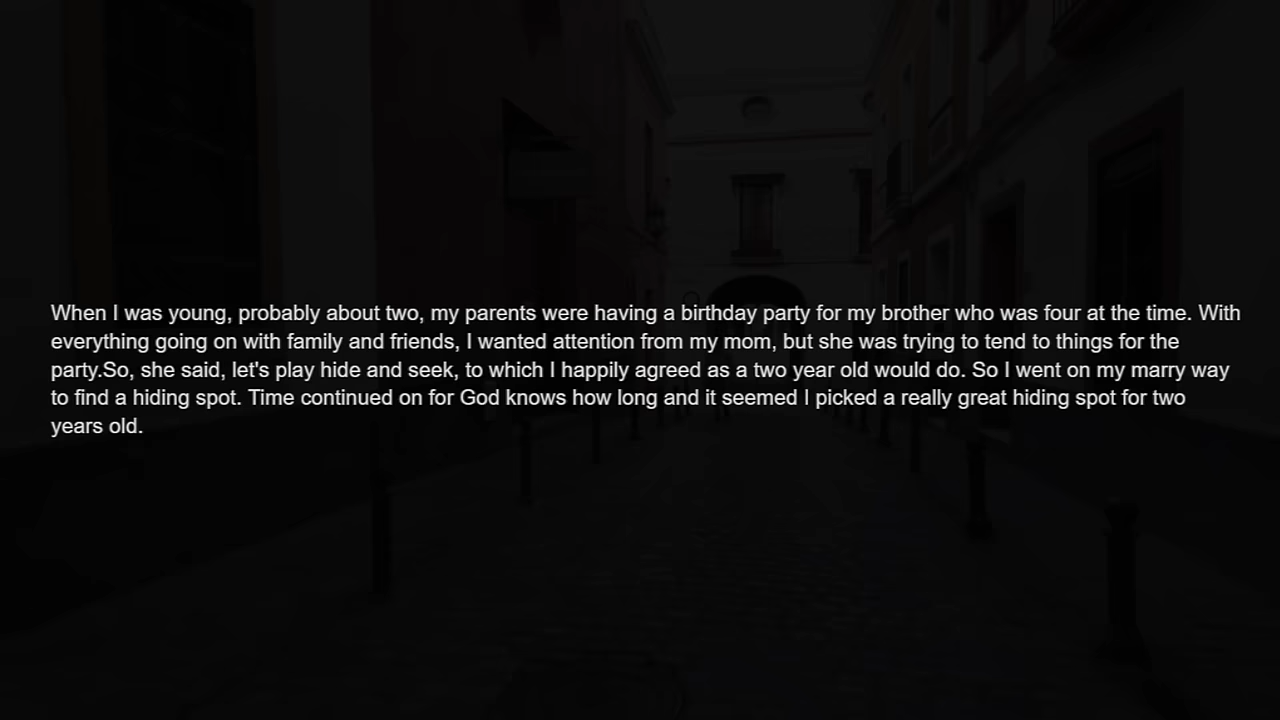 When I was young, probably about two, my parents were having a birthday party for my brother who was four at the time. With
everything going on with family and friends, I wanted attention from my mom, but she was trying to tend to things for the
party.So, she said, let's play hide and seek, to which I happily agreed as a two year old would do. So I went on my marry way
to find a hiding spot. Time continued on for God knows how long and it seemed I picked a really great hiding spot for two
years old.